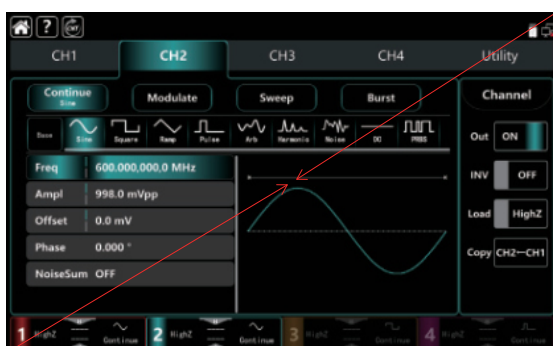 ? CNT
CH1 CH2 CH3 CH4 Utility
Continue
Sine
Modulate Sweep Burst
Channel
Base Sine Square Ramp Pulse Arb Harmonic Noise DC PRBS
Out ON
Freq 600.000,000,0 MHz
INV OFF
Ampl 998.0 mVpp
Load HighZ
Offset 0.0 mV
Phase 0.000 °
Copy CH2—CH1
NoiseSum OFF
1 HighZ Continue 2 HighZ Continue 3 HighZ Continue 4 HighZ Continue